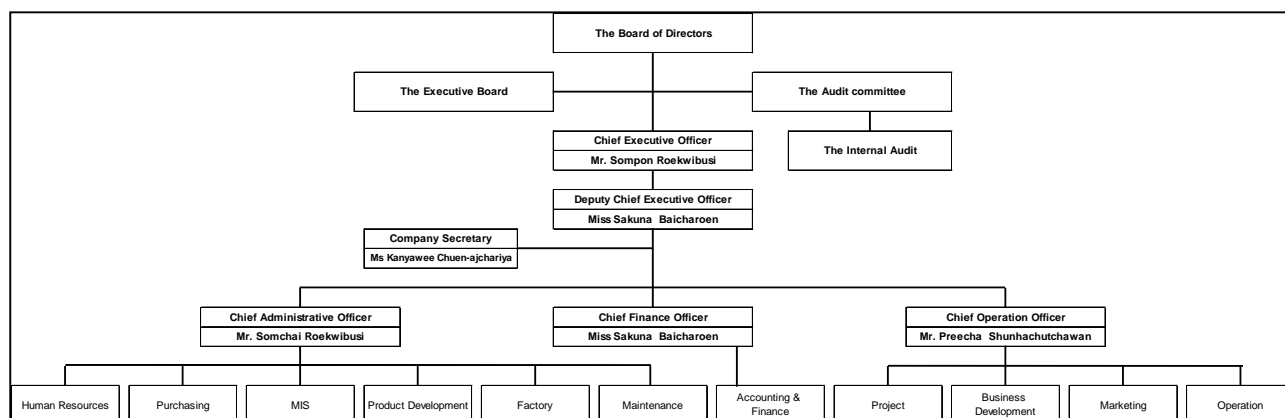 The Board of Directors
The Executive Board
The Audit committee
Chief Executive Officer
Mr. Sompon Roekwibusi
The Internal Audit
Deputy Chief Executive Officer
Miss Sakuna Baicharoen
Company Secretary
Ms Kanyawee Chuen-ajchariya
Chief Administrative Officer
Mr. Somchai Roekwibusi
Chief Finance Officer
Miss Sakuna Baicharoen
Chief Operation Officer
Mr. Preecha Shunhachutchawan
Human Resources
Purchasing
MIS
Product Development
Factory
Maintenance
Accounting &
Finance
Project
Business
Development
Marketing
Operation